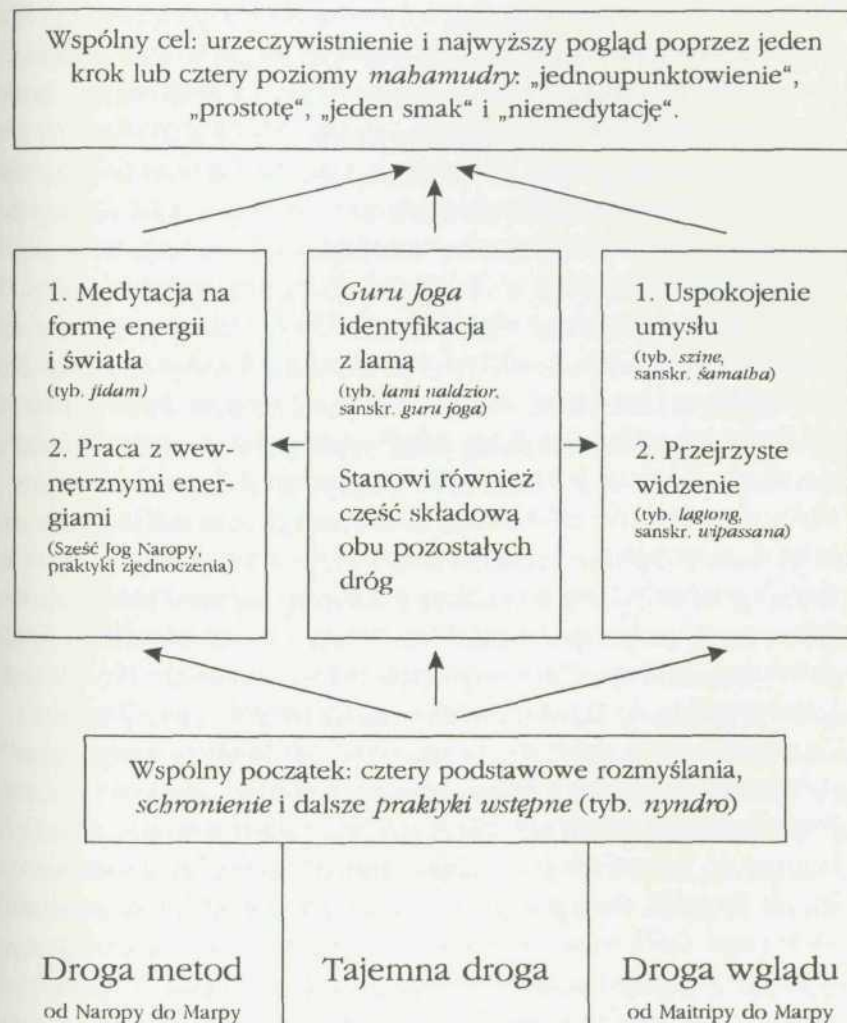 Wspólny cel: urzeczywistnienie i najwyższy pogląd poprzez jeden
krok lub cztery poziomy mahamudry: „jednoupunktowienie“,
„prostotę“, „jeden smak“ i „niemedytację“.
1. Medytacja na
formę energii
i światła
(tyb. jidam)
2. Praca z wew-
nętrznymi ener-
giami
(Sześć Jog Naropy,
praktyki zjednoczenia)
Guru Joga
identyfikacja
z lamą
(tyb. lami naldzior,
sanskr. guru joga)
Stanowi również
część składową
obu pozostałych
dróg
1. Uspokojenie
umysłu
(tyb. szine,
sanskr. śamatha)
2. Przejrzyste
widzenie
(tyb. lagtong,
sanskr. wipassana)
Wspólny początek: cztery podstawowe rozmyślania,
schronienie i dalsze praktyki wstępne (tyb. nyndro)
Droga metod
od Naropy do Marpy
Tajemna droga
Droga wglądu
od Maitripy do Marpy